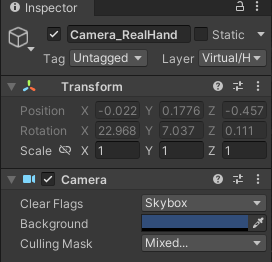 Inspector
Camera_RealHand Static
Tag Untagged Layer Virtual/H
Transform
Position X -0.022 Y 0.1776 Z -0.457
Rotation X 22.968 Y 7.037 Z 0.111
Scale X 1 Y 1 Z 1
Camera
Clear Flags Skybox
Background
Culling Mask Mixed...